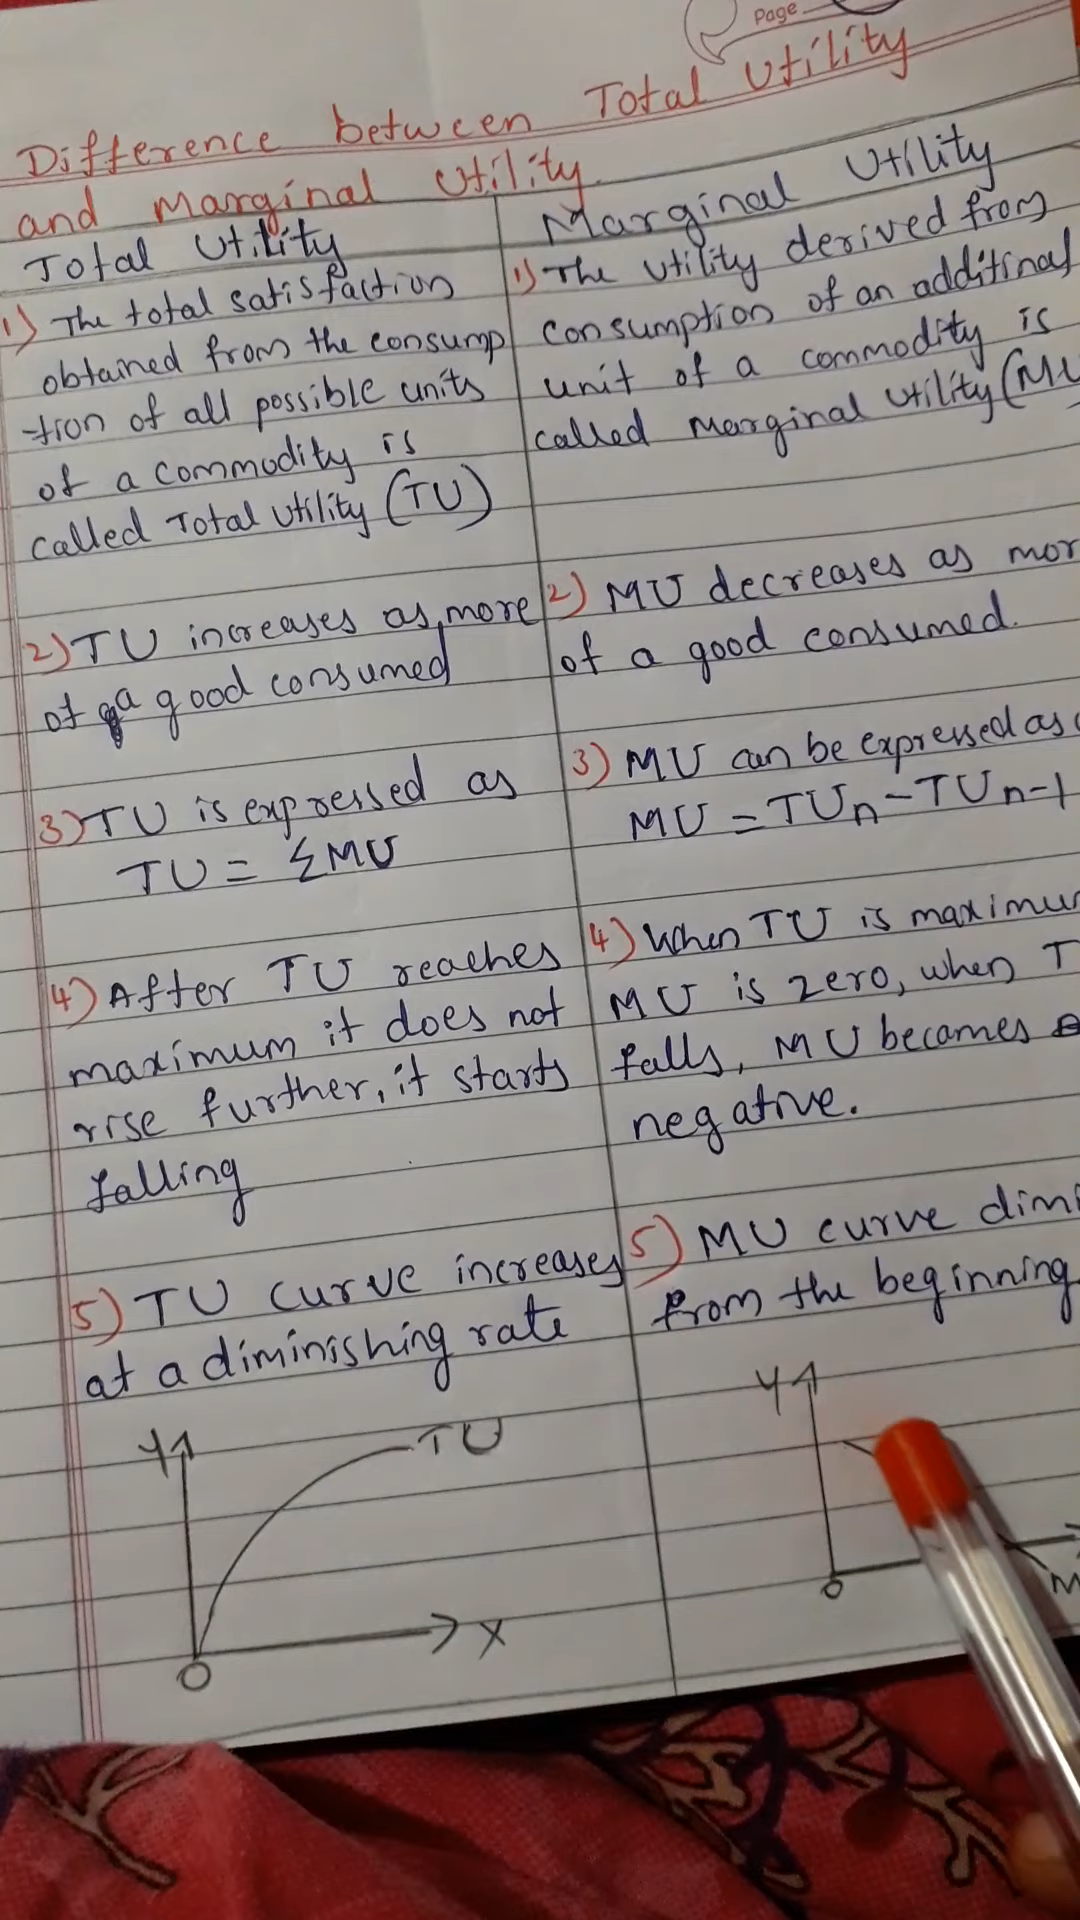 Page
Difference between Total Utility
and Marginal Utility
Total Utility
1) The total satisfaction
obtained from the consump
-tion of all possible units
of a commodity is
called Total Utility (TU)
2) TU increases as more
of a good consumed
3) TU is expressed as
TU = ΣMU
4) After TU reaches
maximum it does not
rise further, it starts
falling
5) TU curve increases
at a diminishing rate
Y
TU
X
O
Marginal Utility
1) The utility derived from
consumption of an additinal
unit of a commodity is
called Marginal Utility (MU
2) MU decreases as mor
of a good consumed.
3) MU can be expressed as
MU = TUn - TUn-1
4) When TU is maximum
MU is zero, when T
falls, MU becomes
negative.
5) MU curve dimi
from the beginning
Y
O
M